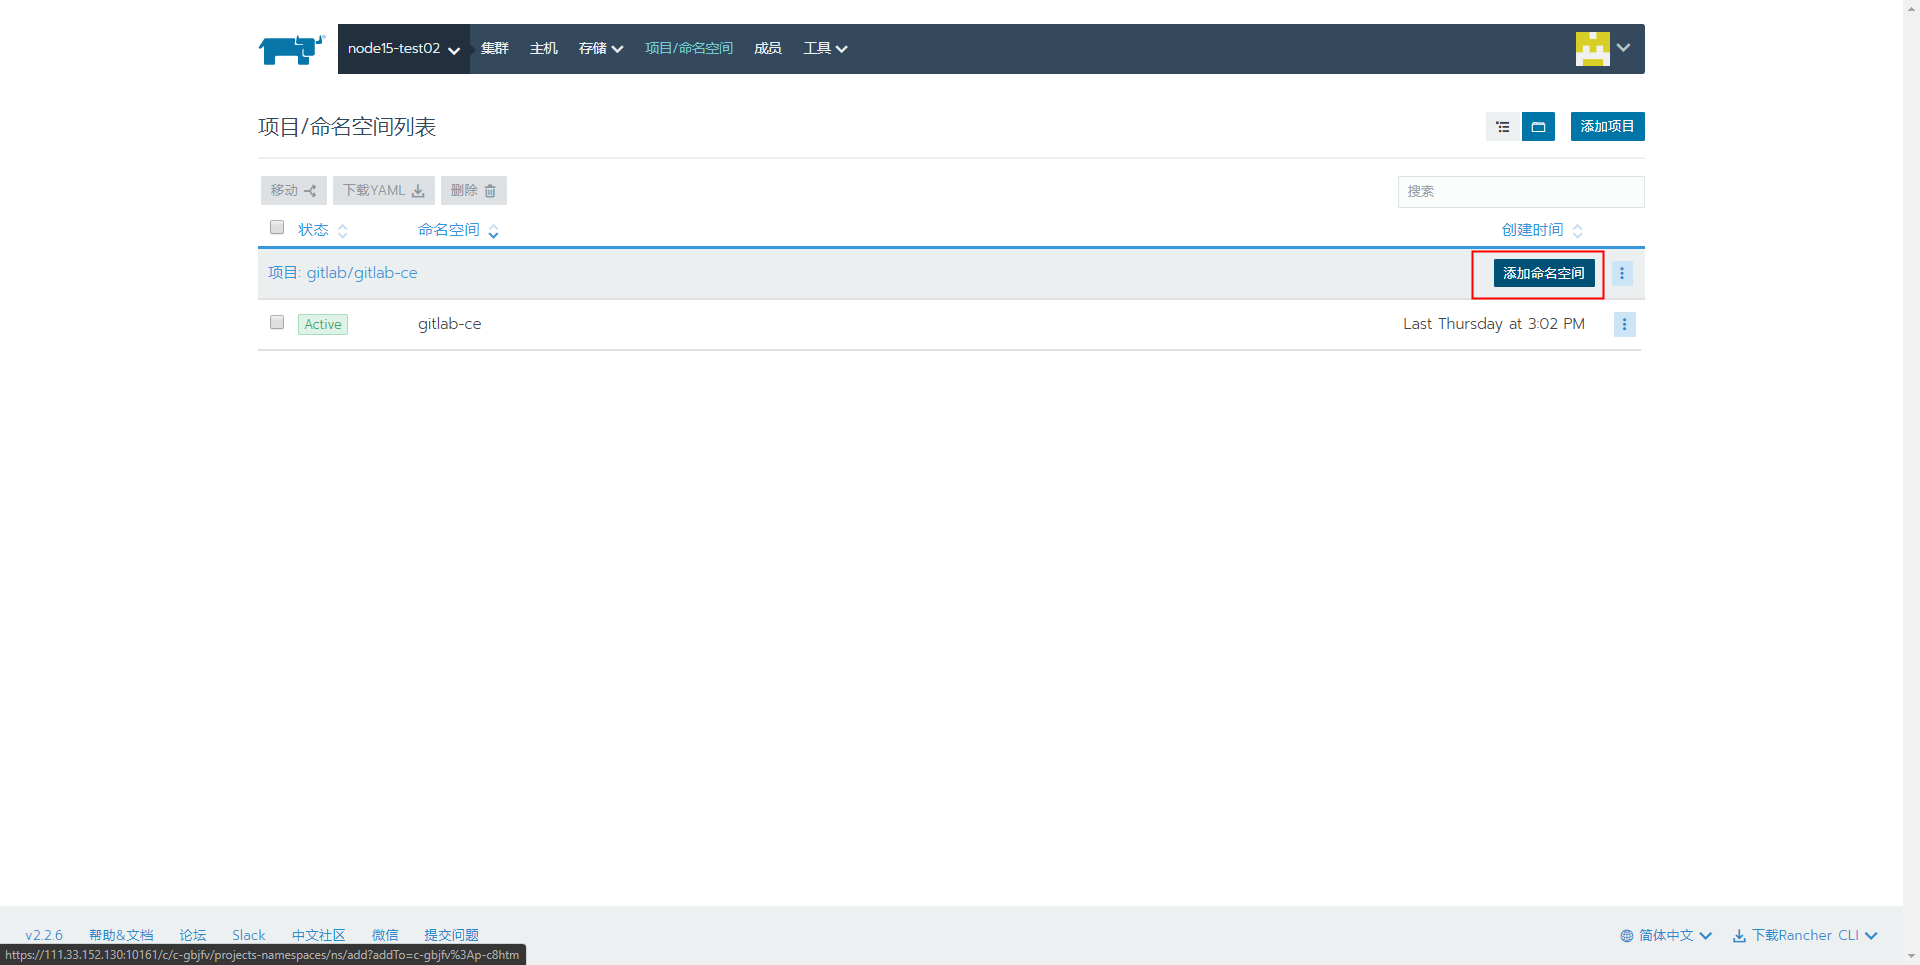 node15-test02 集群 主机 存储 项目/命名空间 成员 工具
项目/命名空间列表
添加项目
移动 下载YAML 删除
搜索
状态 命名空间 创建时间
项目: gitlab/gitlab-ce 添加命名空间
Active gitlab-ce Last Thursday at 3:02 PM
v2.2.6 帮助&文档 论坛 Slack 中文社区 微信 提交问题 简体中文 下载Rancher CLI
https://111.33.152.130:10161/c/c-gbjfv/projects-namespaces/ns/add?addTo=c-gbjfv%3Ap-c8htm